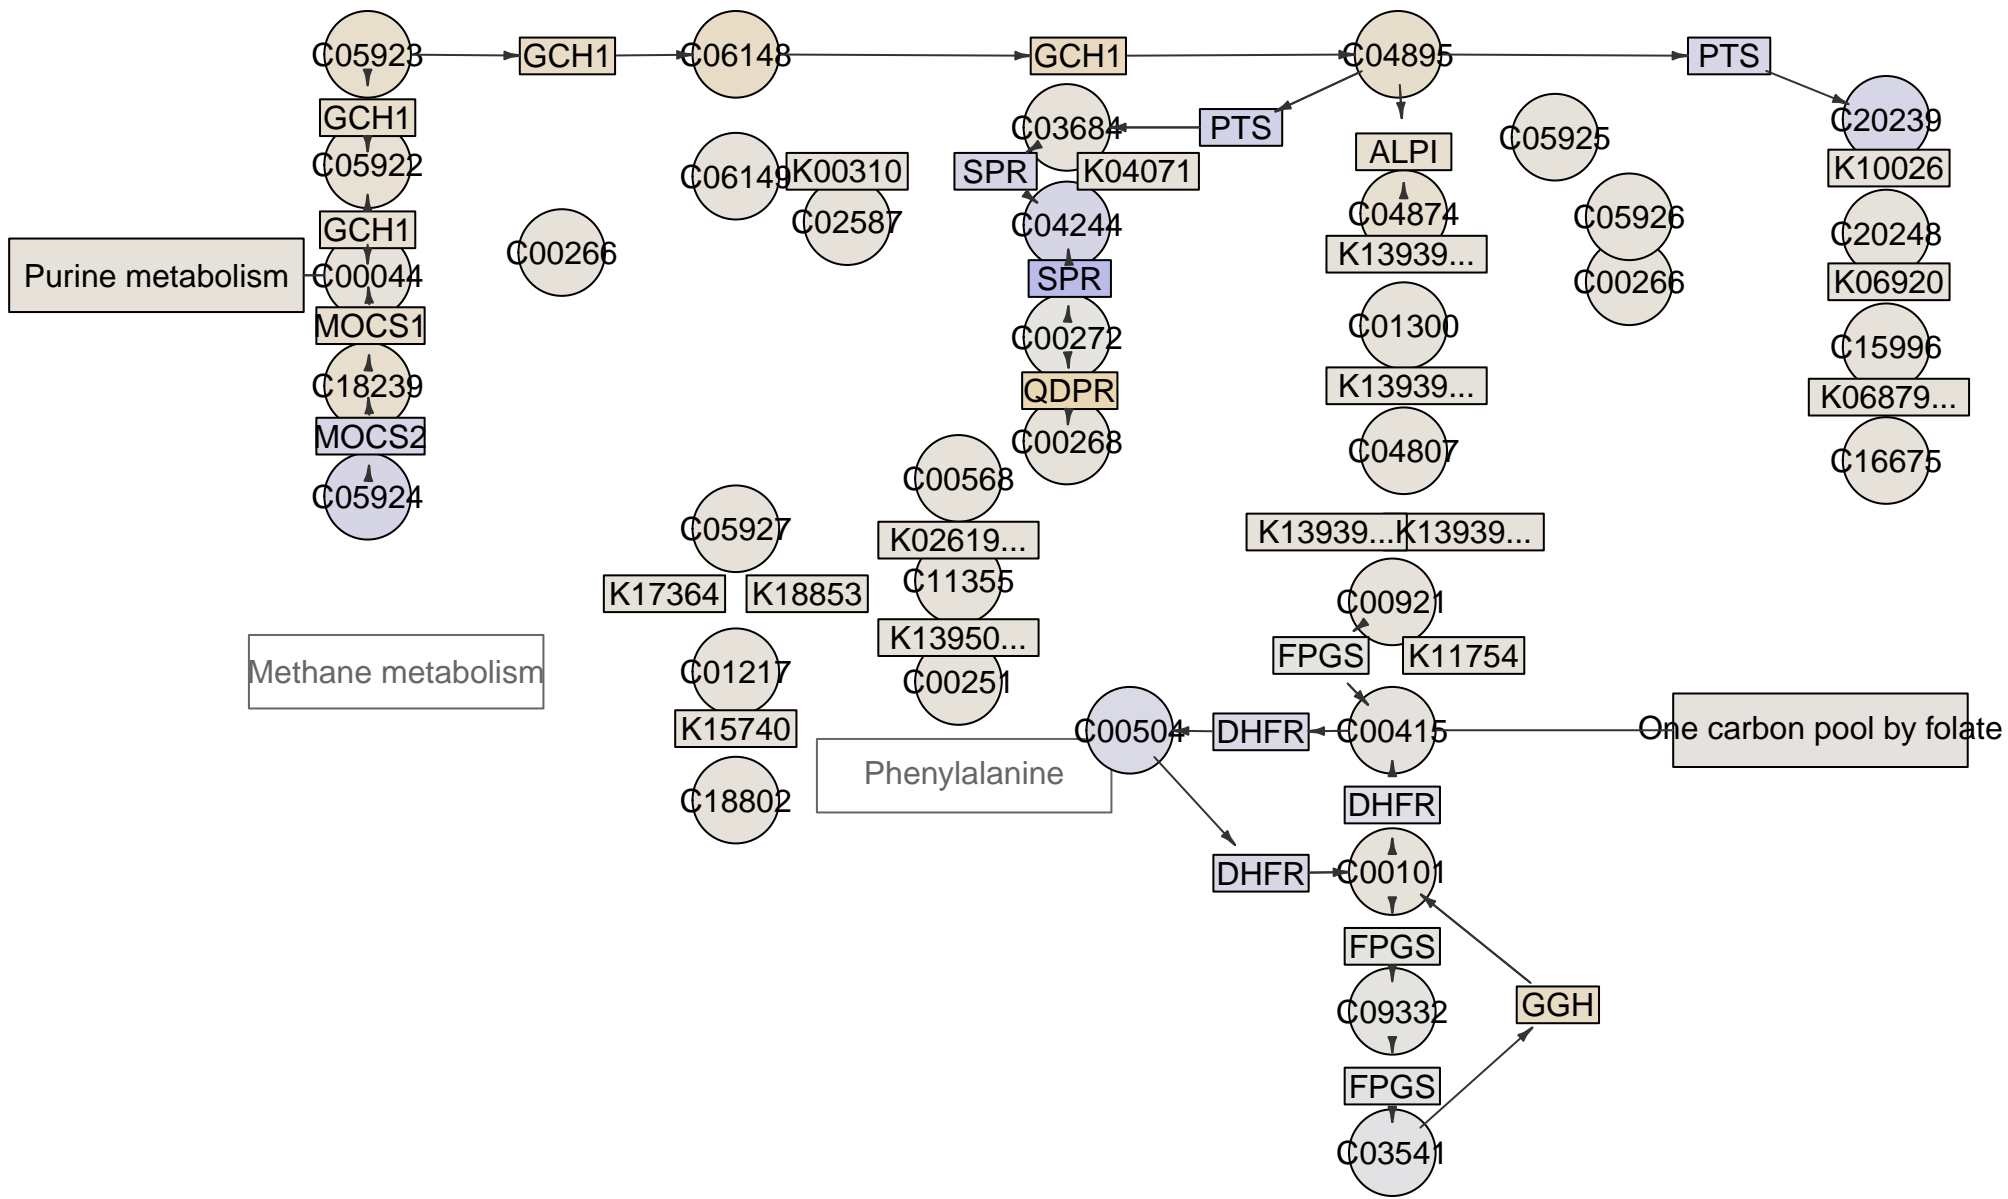 C05923
GCH1
C06148
GCH1
C04895
PTS
GCH1
C03684
PTS
C05925
C20239
C05922
C06149
K00310
SPR
K04071
ALPI
K10026
GCH1
C02587
C04244
C04874
C05926
C20248
Purine metabolism
C00044
C00266
SPR
K13939...
C00266
K06920
MOCS1
C00272
C01300
C15996
C18239
QDPR
K13939...
K06879...
MOCS2
C00268
C04807
C16675
C05924
C00568
C05927
K02619...
K13939...
K13939...
K17364
K18853
C11355
C00921
Methane metabolism
C01217
K13950...
FPGS
K11754
C00251
K15740
C00504
DHFR
C00415
One carbon pool by folate
Phenylalanine
C18802
DHFR
DHFR
C00101
FPGS
C09332
GGH
FPGS
C03541